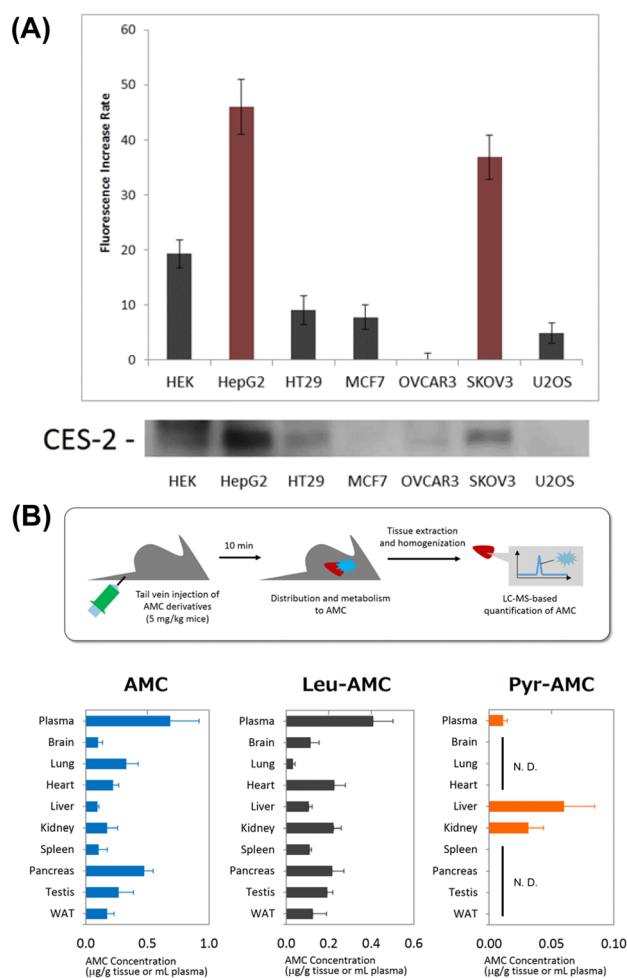 (A)
Fluorescence Increase Rate
60
50
40
30
20
10
0
HEK HepG2 HT29 MCF7 OVCAR3 SKOV3 U2OS
CES-2 -
HEK HepG2 HT29 MCF7 OVCAR3 SKOV3 U2OS
(B)
Tail vein injection of
AMC derivatives
(5 mg/kg mice)
10 min
Distribution and metabolism
to AMC
Tissue extraction
and homogenization
LC-MS-based
quantification of AMC
AMC
Plasma
Brain
Lung
Heart
Liver
Kidney
Spleen
Pancreas
Testis
WAT
0.0 0.5 1.0
AMC Concentration
(μg/g tissue or mL plasma)
Leu-AMC
Plasma
Brain
Lung
Heart
Liver
Kidney
Spleen
Pancreas
Testis
WAT
0.0 0.2 0.4 0.6
AMC Concentration
(μg/g tissue or mL plasma)
Pyr-AMC
Plasma
Brain
Lung
N. D.
Heart
Liver
Kidney
Spleen
Pancreas
N. D.
Testis
WAT
0.00 0.05 0.10
AMC Concentration
(μg/g tissue or mL plasma)